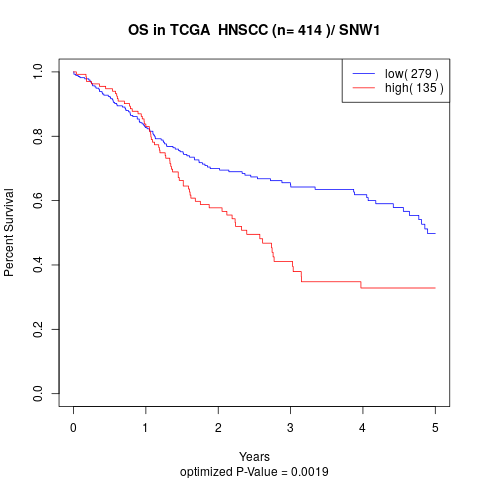 OS in TCGA  HNSCC (n= 414 )/ SNW1
low( 279 )
high( 135 )
Percent Survival
1.0
0.8
0.6
0.4
0.2
0.0
0 1 2 3 4 5
Years
optimized P-Value = 0.0019